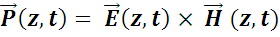 P⃗(z,t) = E⃗(z,t) × H⃗ (z,t)